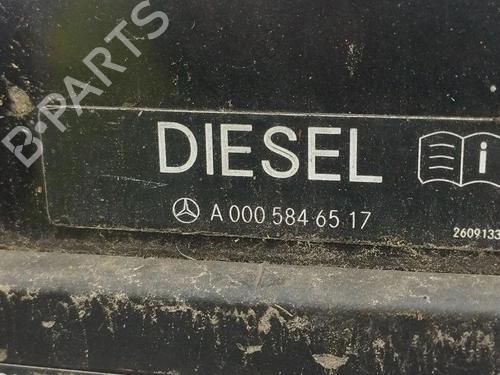 B-PARTS
DIESEL
i
A 000 584 65 17
2609133